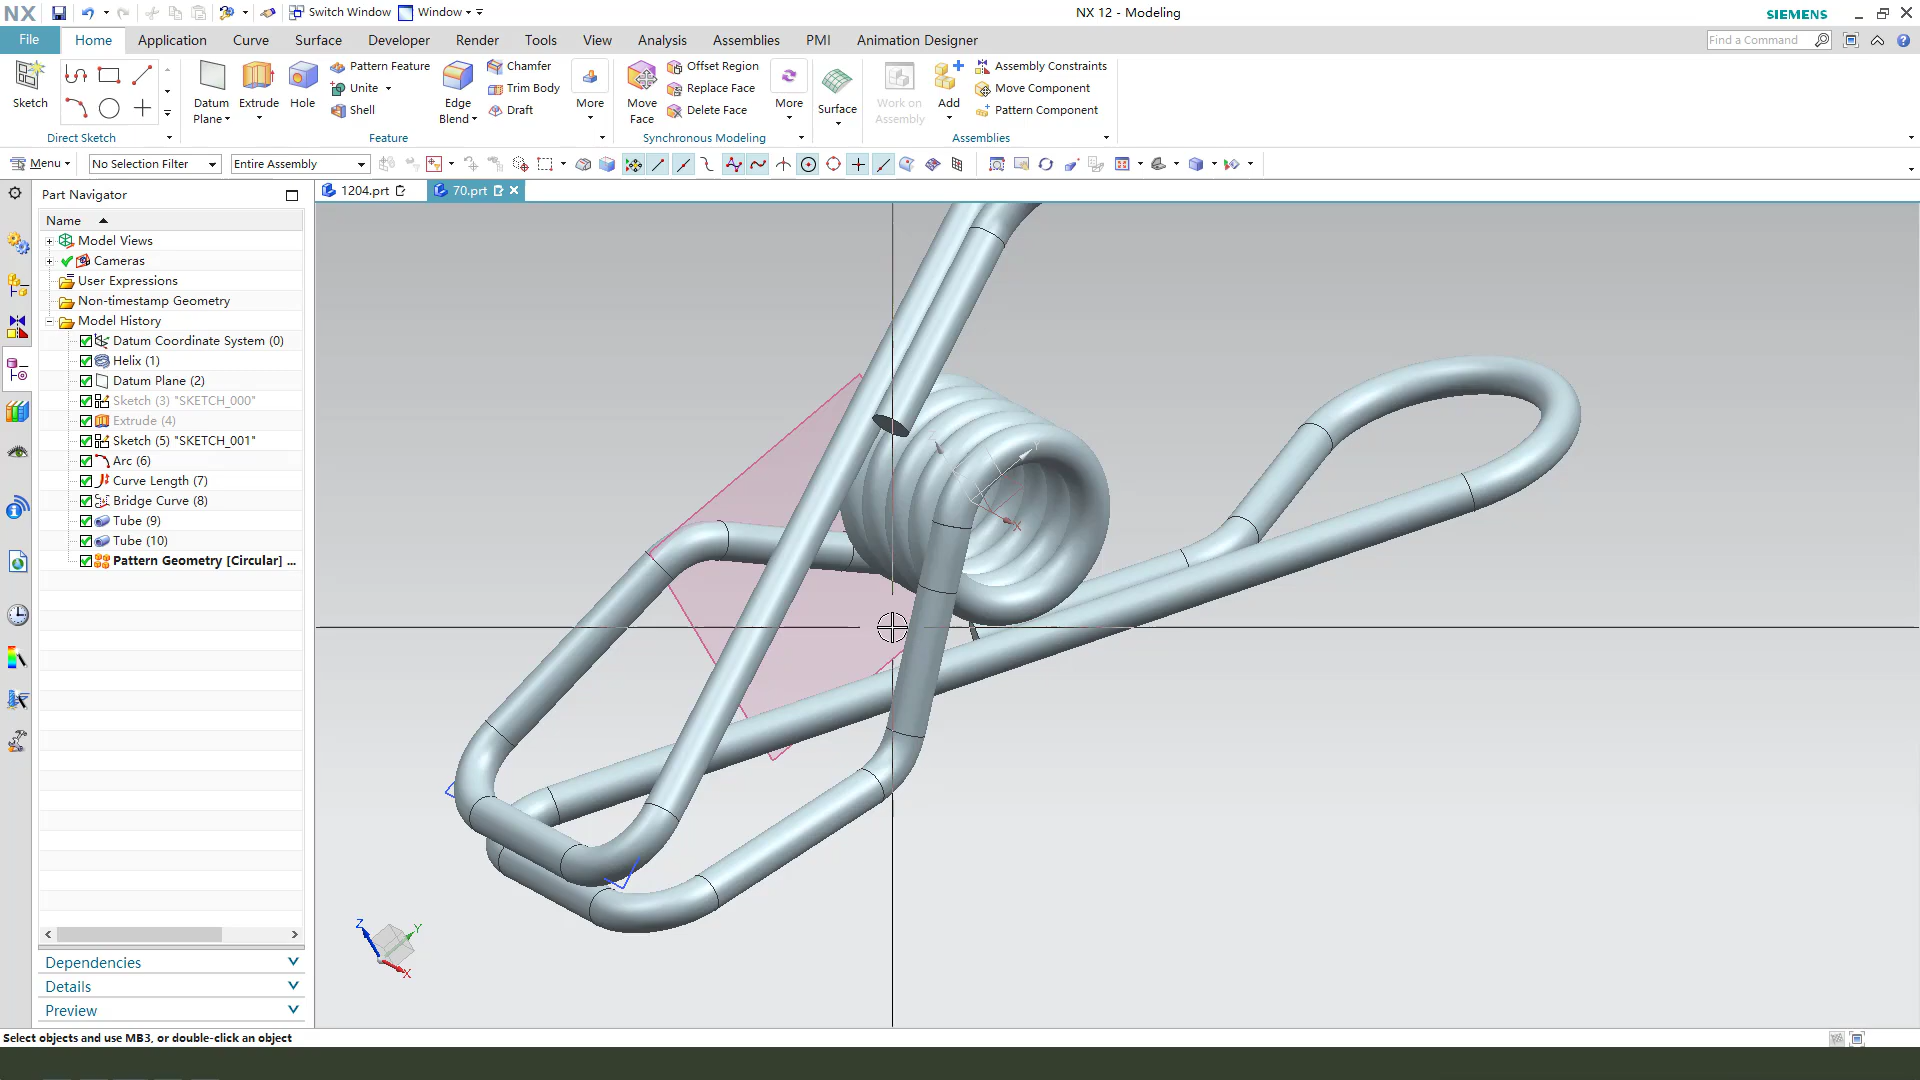 NX
Switch Window
Window
NX 12 - Modeling
SIEMENS
File
Home
Application
Curve
Surface
Developer
Render
Tools
View
Analysis
Assemblies
PMI
Animation Designer
Find a Command
Sketch
Direct Sketch
Datum
Plane
Extrude
Hole
Pattern Feature
Unite
Shell
Edge
Blend
Chamfer
Trim Body
Draft
More
Feature
Move
Face
Offset Region
Replace Face
Delete Face
More
Synchronous Modeling
Surface
Work on
Assembly
Add
Assembly Constraints
Move Component
Pattern Component
Assemblies
Menu
No Selection Filter
Entire Assembly
Part Navigator
1204.prt
70.prt
Name
Model Views
Cameras
User Expressions
Non-timestamp Geometry
Model History
Datum Coordinate System (0)
Helix (1)
Datum Plane (2)
Sketch (3) "SKETCH_000"
Extrude (4)
Sketch (5) "SKETCH_001"
Arc (6)
Curve Length (7)
Bridge Curve (8)
Tube (9)
Tube (10)
Pattern Geometry [Circular] ...
Dependencies
Details
Preview
X
Z
Y
X
Select objects and use MB3, or double-click an object